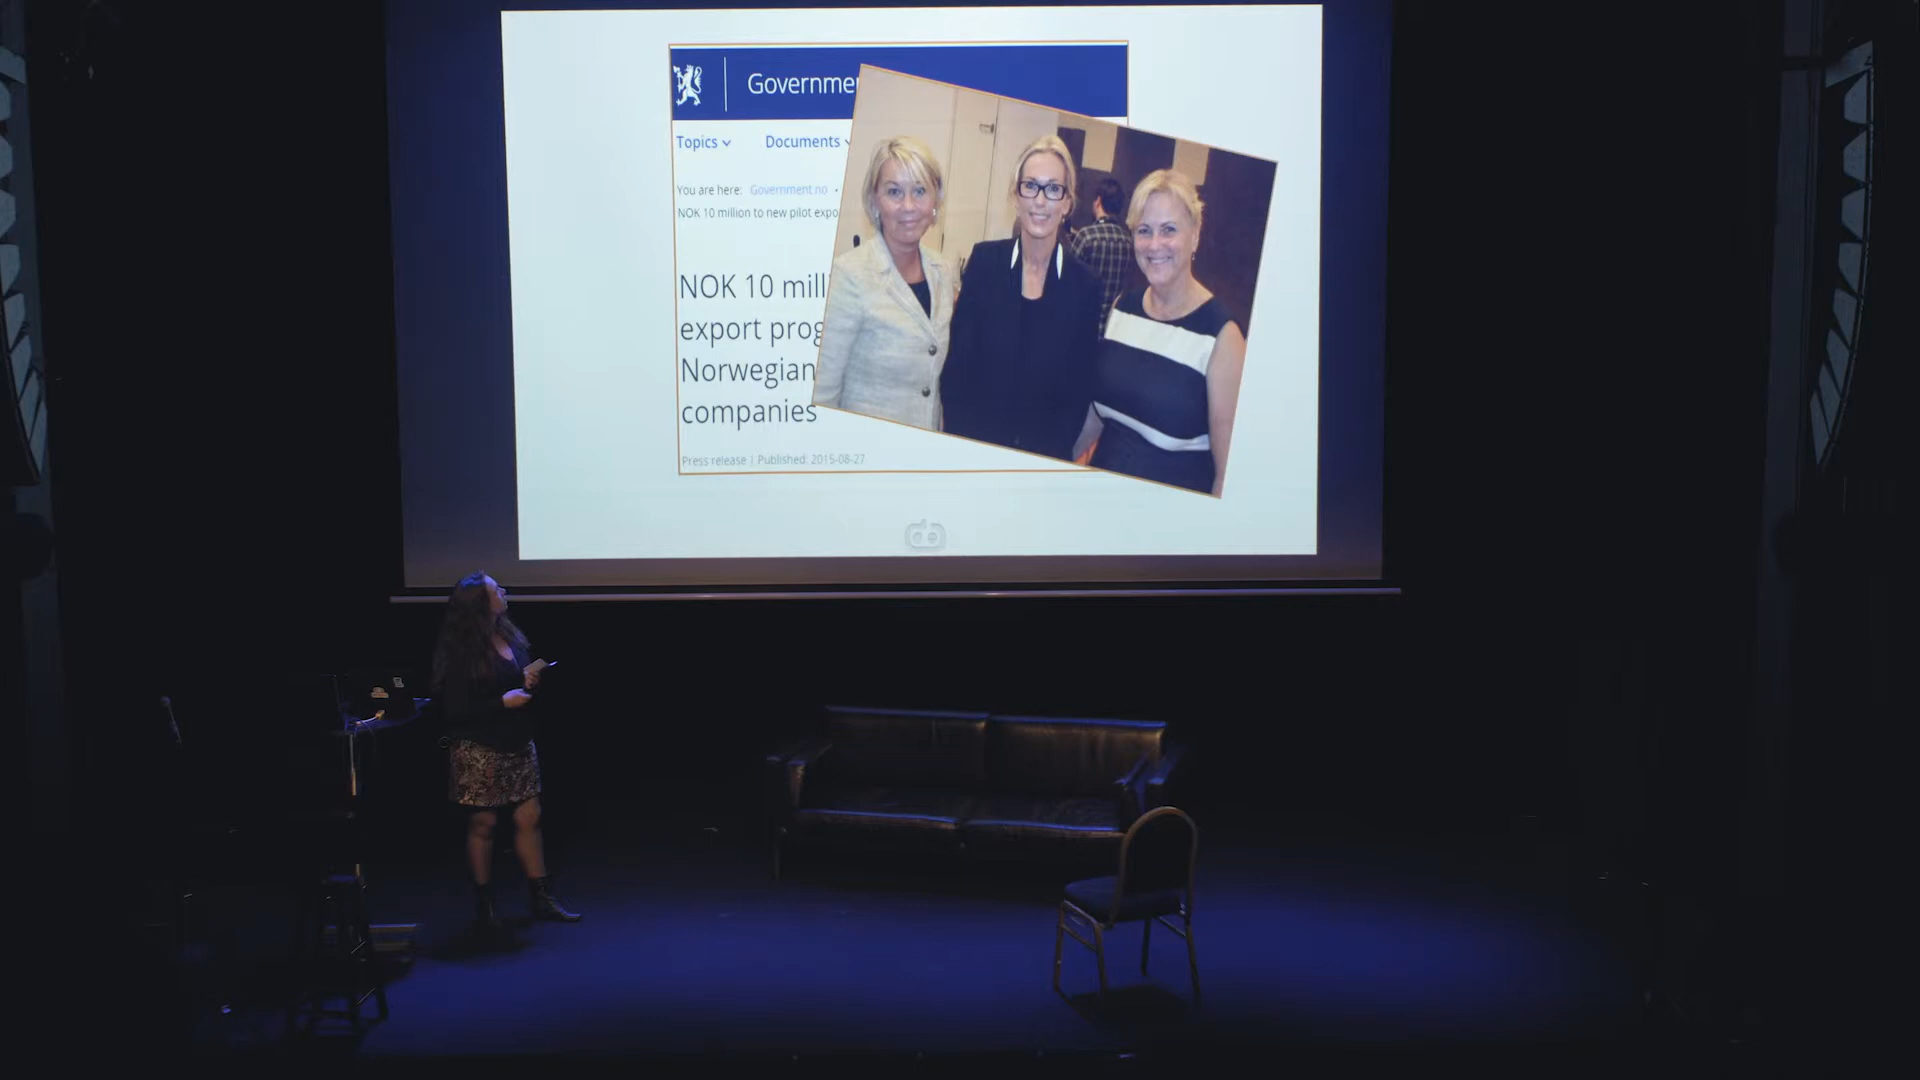 Governme
Topics Documents
You are here: Government.no •
NOK 10 million to new pilot expo
NOK 10 mill
export prog
Norwegian
companies
Press release | Published: 2015-08-27